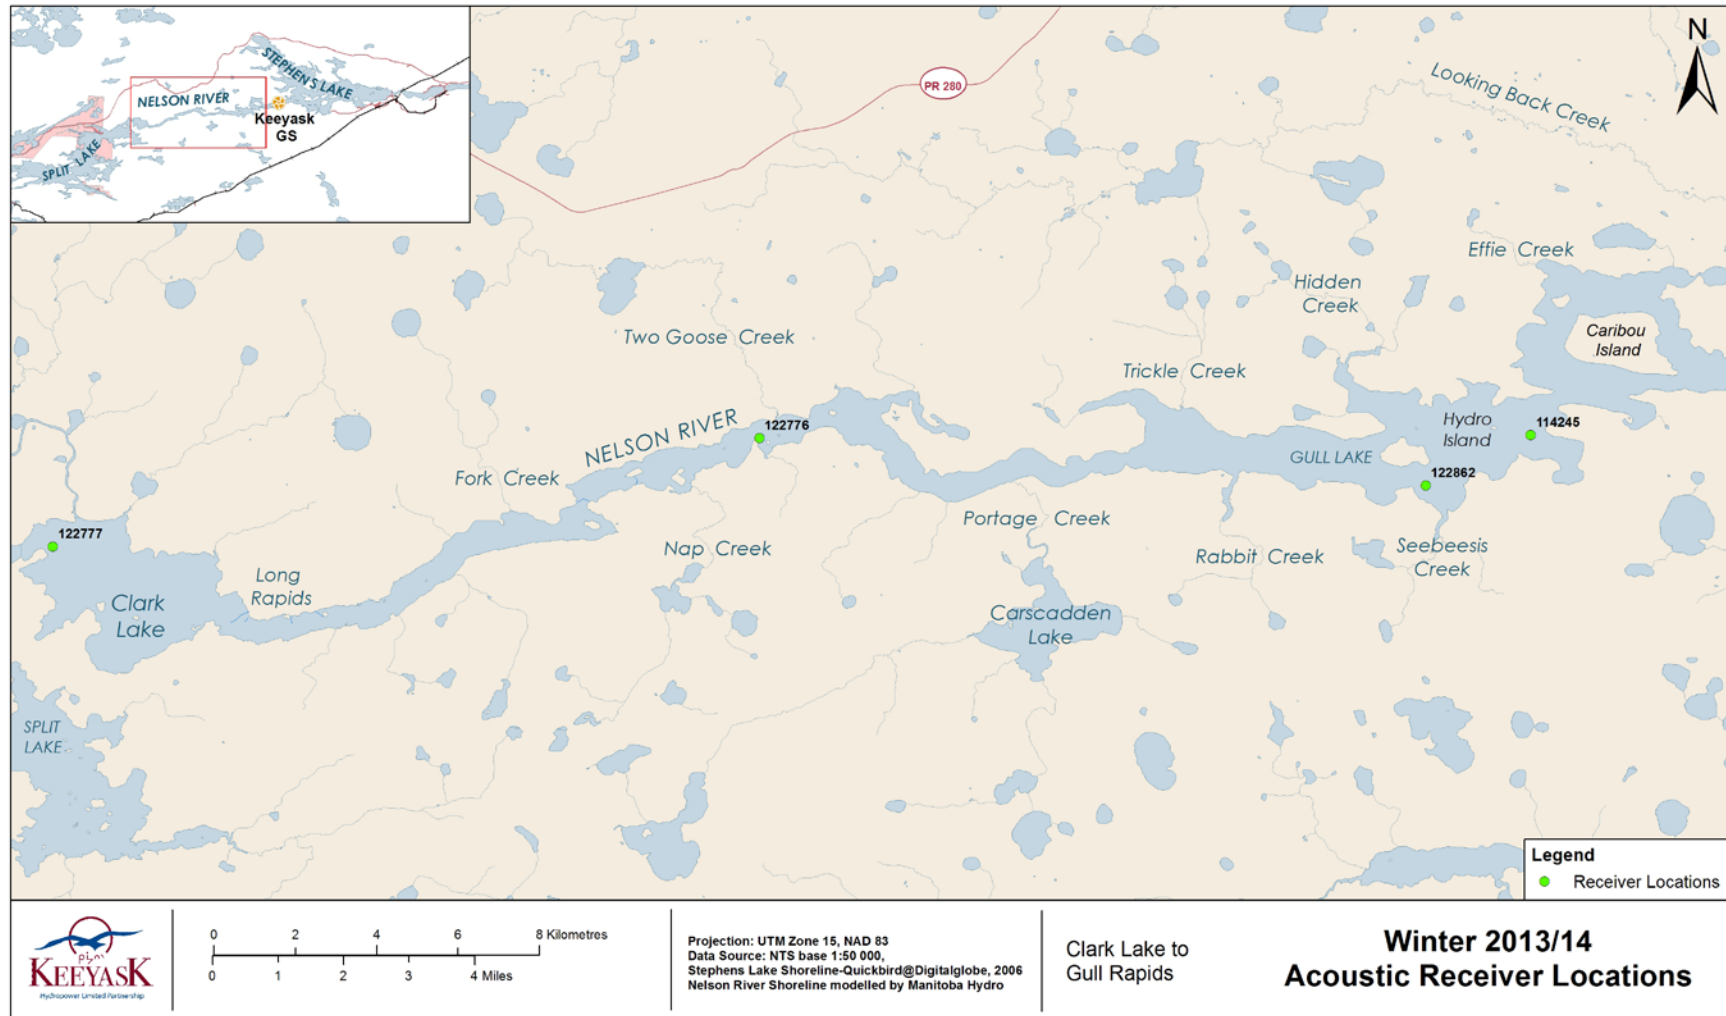 STEPHENS LAKE
NELSON RIVER
Keeyask
GS
SPLIT LAKE
PR 280
N
Looking Back Creek
Effie Creek
Hidden
Creek
Caribou
Island
Two Goose Creek
Trickle Creek
NELSON RIVER
122776
Hydro
Island
114245
GULL LAKE
122862
Fork Creek
Portage Creek
122777
Nap Creek
Rabbit Creek
Seebeesis
Creek
Long
Rapids
Clark
Lake
Carscadden
Lake
SPLIT
LAKE
Legend
Receiver Locations
KEEYASK
Hydropower Limited Partnership
0 2 4 6 8 Kilometres
0 1 2 3 4 Miles
Projection: UTM Zone 15, NAD 83
Data Source: NTS base 1:50 000,
Stephens Lake Shoreline-Quickbird@Digitalglobe, 2006
Nelson River Shoreline modelled by Manitoba Hydro
Clark Lake to
Gull Rapids
Winter 2013/14
Acoustic Receiver Locations